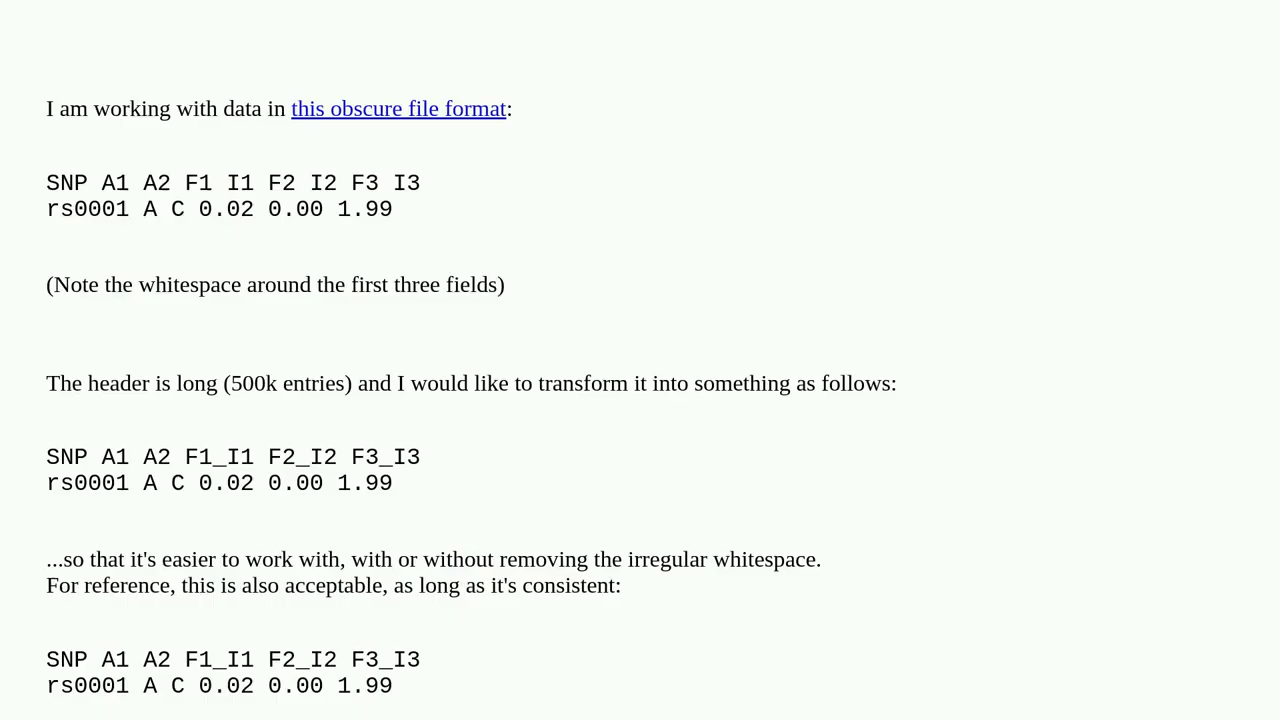 I am working with data in this obscure file format:
SNP A1 A2 F1 I1 F2 I2 F3 I3
rs0001 A C 0.02 0.00 1.99
(Note the whitespace around the first three fields)
The header is long (500k entries) and I would like to transform it into something as follows:
SNP A1 A2 F1_I1 F2_I2 F3_I3
rs0001 A C 0.02 0.00 1.99
...so that it's easier to work with, with or without removing the irregular whitespace.
For reference, this is also acceptable, as long as it's consistent:
SNP A1 A2 F1_I1 F2_I2 F3_I3
rs0001 A C 0.02 0.00 1.99